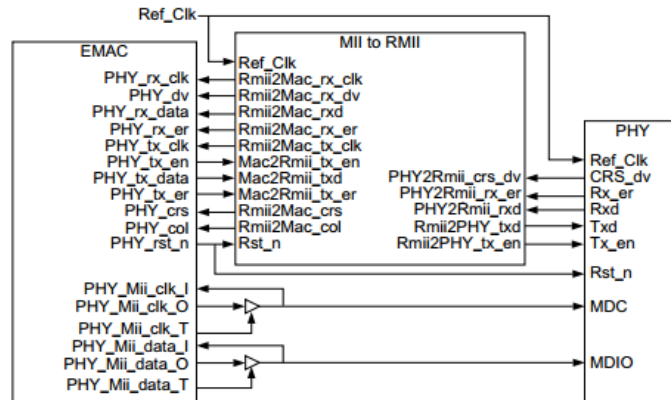 Ref_Clk
EMAC
PHY_rx_clk
PHY_dv
PHY_rx_data
PHY_rx_er
PHY_tx_clk
PHY_tx_en
PHY_tx_data
PHY_tx_er
PHY_crs
PHY_col
PHY_rst_n
PHY_Mii_clk_I
PHY_Mii_clk_O
PHY_Mii_clk_T
PHY_Mii_data_I
PHY_Mii_data_O
PHY_Mii_data_T
MII to RMII
Ref_Clk
Rmii2Mac_rx_clk
Rmii2Mac_rx_dv
Rmii2Mac_rxd
Rmii2Mac_rx_er
Rmii2Mac_tx_clk
Mac2Rmii_tx_en
Mac2Rmii_txd
Mac2Rmii_tx_er
Rmii2Mac_crs
Rmii2Mac_col
Rst_n
PHY2Rmii_crs_dv
PHY2Rmii_rx_er
PHY2Rmii_rxd
Rmii2PHY_txd
Rmii2PHY_tx_en
PHY
Ref_Clk
CRS_dv
Rx_er
Rxd
Txd
Tx_en
Rst_n
MDC
MDIO